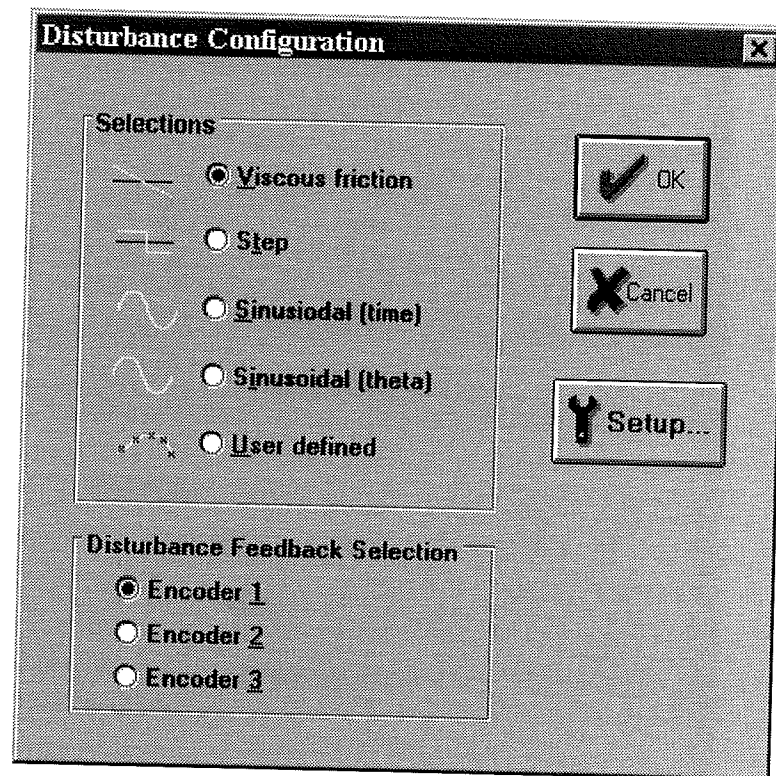 Disturbance Configuration
Selections
Viscous friction
Step
Sinusiodal (time)
Sinusoidal (theta)
User defined
OK
Cancel
Setup...
Disturbance Feedback Selection
Encoder 1
Encoder 2
Encoder 3